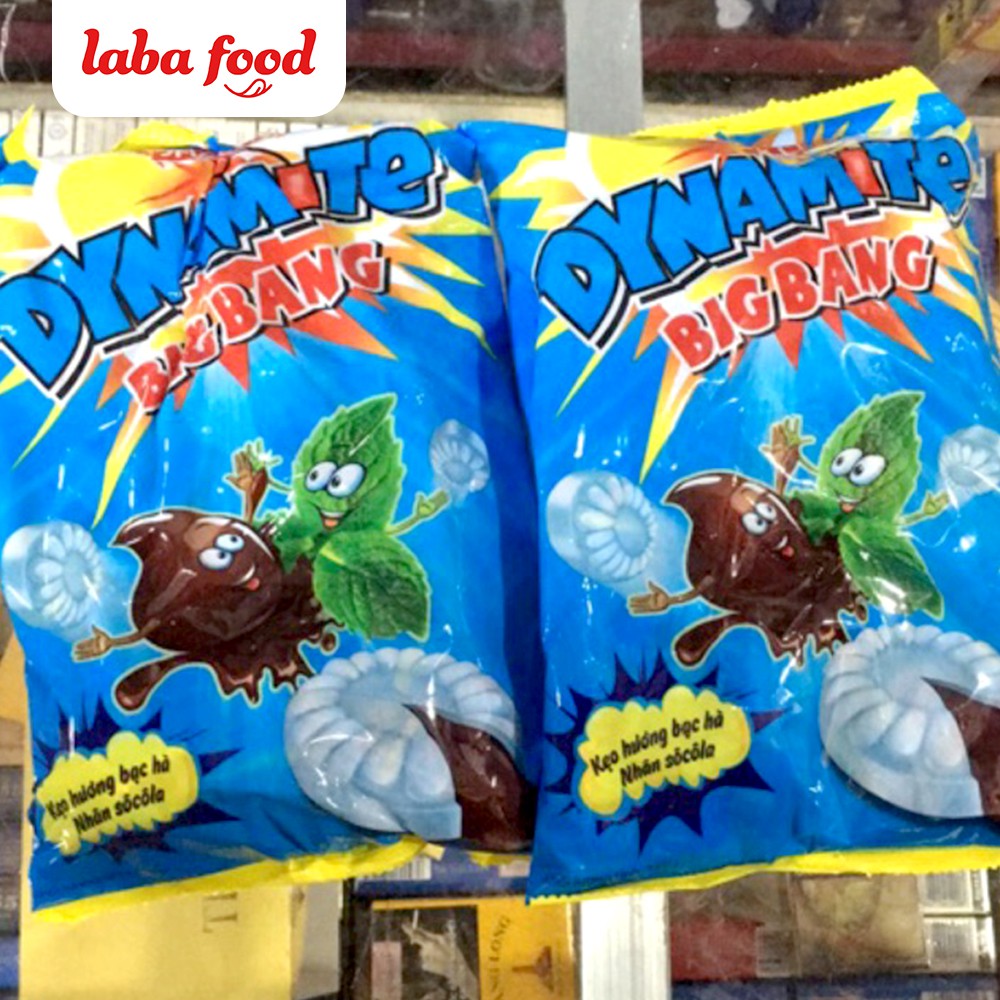 laba food
DYNAMITE
BIG BANG
Kẹo hương bạc hà
Nhân sôcôla
DYNAMITE
BIG BANG
Kẹo hương bạc hà
Nhân sôcôla
LONG